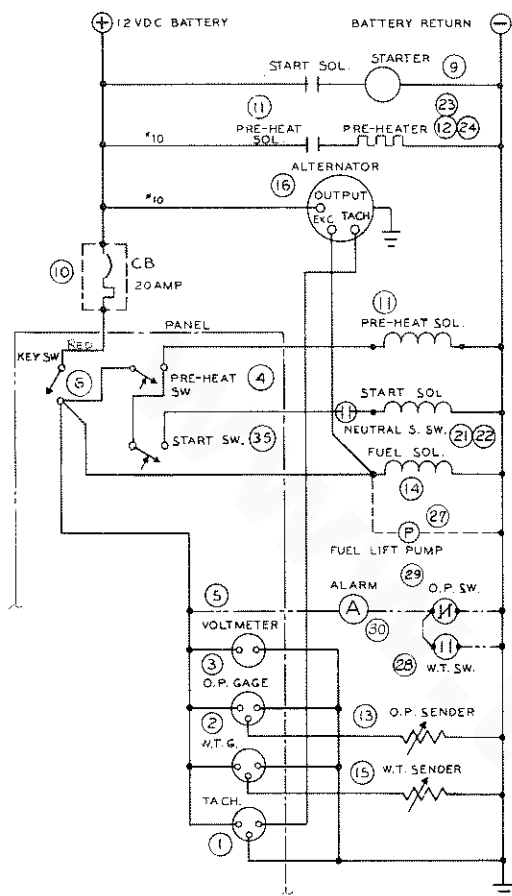 + 12 VDC BATTERY
BATTERY RETURN −
START SOL.
STARTER
9
11
PRE-HEAT SOL.
23
PRE-HEATER
12 24
#10
ALTERNATOR
16
OUTPUT
EXC
TACH
#10
10
CB
20 AMP
PANEL
RED
KEY SW
6
PRE-HEAT SW
4
11
PRE-HEAT SOL.
START SW.
35
START SOL
NEUTRAL S. SW.
21 22
FUEL SOL.
14
P
27
FUEL LIFT PUMP
29
5
ALARM
A
30
O.P. SW.
28
W.T. SW.
VOLTMETER
3
O.P. GAGE
2
13
O.P. SENDER
W.T.G.
15
W.T. SENDER
TACH.
1